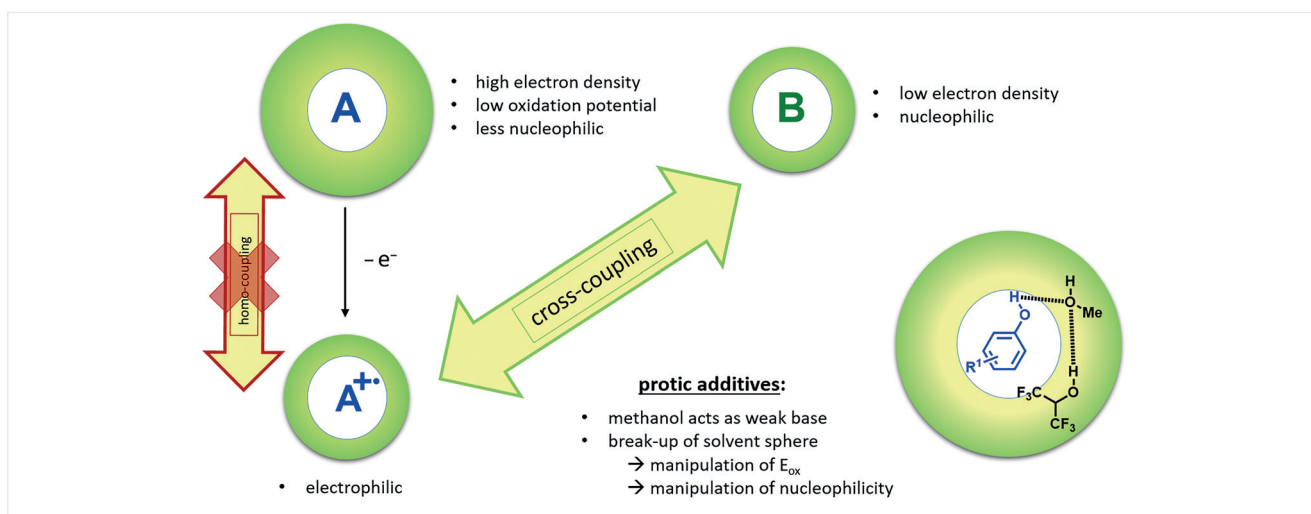 A
• high electron density
• low oxidation potential
• less nucleophilic
B
• low electron density
• nucleophilic
homo-coupling
– e⁻
cross-coupling
A⁺•
• electrophilic
protic additives:
• methanol acts as weak base
• break-up of solvent sphere
→ manipulation of Eₒₓ
→ manipulation of nucleophilicity
H
O
R¹
H
O
Me
H
F₃C
O
CF₃